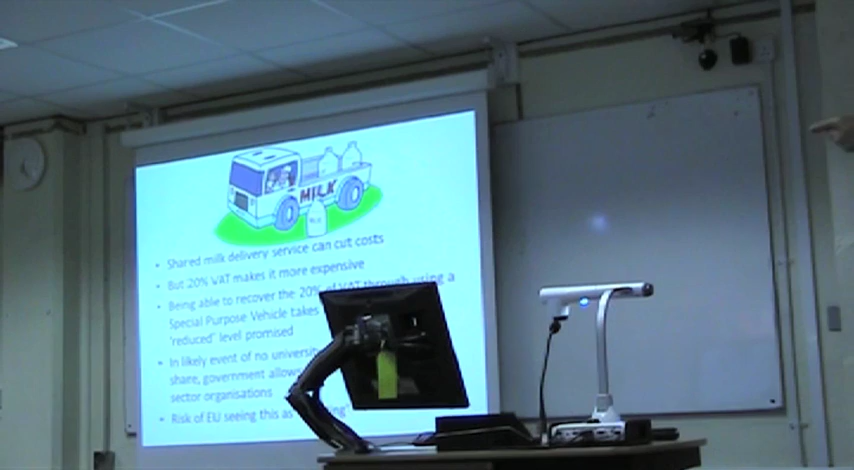 MILK
• Shared milk delivery service can cut costs
• But 20% VAT makes it more expensive
• Being able to recover the 20% of VAT through using a
Special Purpose Vehicle takes
'reduced' level promised
• In likely event of no
share, government allows
sector organisations
• Risk of EU seeing this as